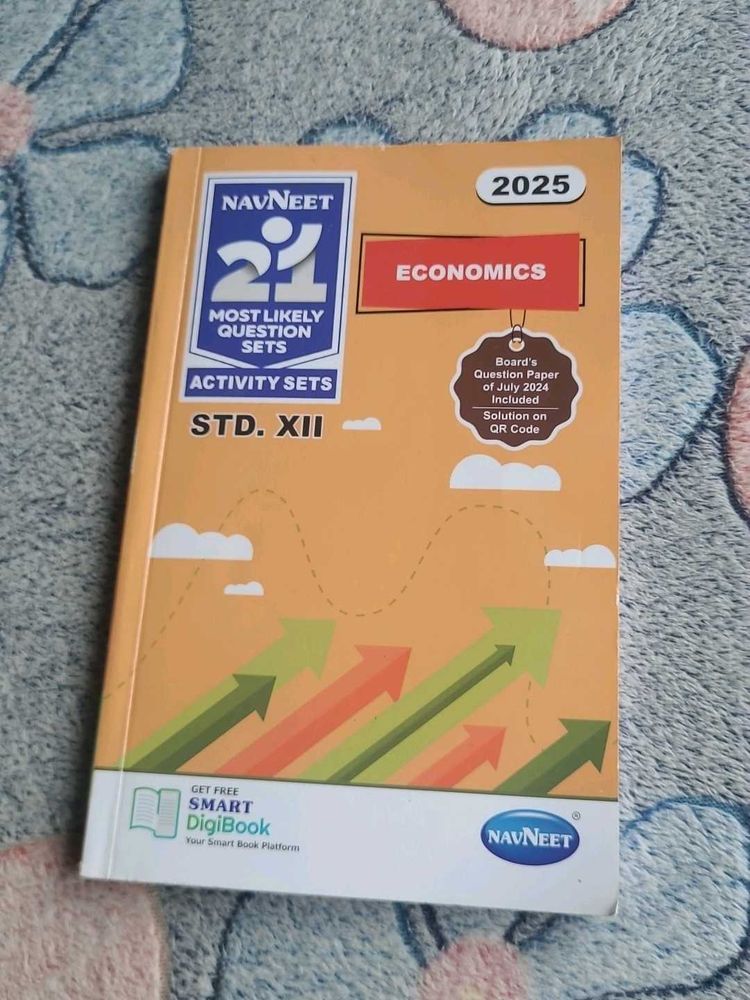 NAVNEET
21
MOST LIKELY
QUESTION
SETS
ACTIVITY SETS
STD. XII
2025
ECONOMICS
Board's
Question Paper
of July 2024
Included
Solution on
QR Code
GET FREE
SMART
DigiBook
Your Smart Book Platform
NAVNEET
®